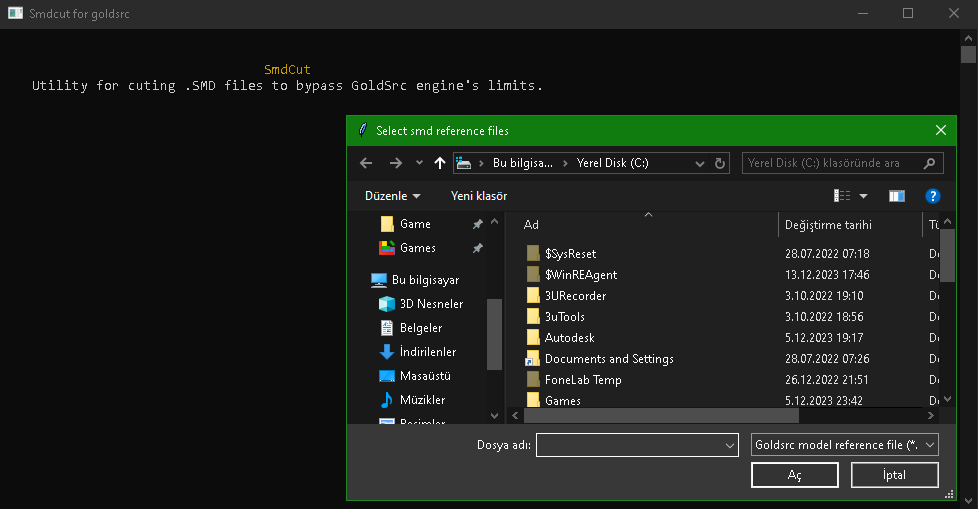 Smdcut for goldsrc
SmdCut
Utility for cuting .SMD files to bypass GoldSrc engine's limits.
Select smd reference files
Bu bilgisa... › Yerel Disk (C:)
Yerel Disk (C:) klasöründe ara
Düzenle
Yeni klasör
Game
Games
Bu bilgisayar
3D Nesneler
Belgeler
İndirilenler
Masaüstü
Müzikler
Resimler
Ad Değiştirme tarihi Tü
$SysReset 28.07.2022 07:18 Do
$WinREAgent 13.12.2023 17:46 Do
3URecorder 3.10.2022 19:10 Do
3uTools 3.10.2022 18:56 Do
Autodesk 5.12.2023 19:17 Do
Documents and Settings 28.07.2022 07:26 Do
FoneLab Temp 26.12.2022 21:51 Do
Games 5.12.2023 23:42 Do
Dosya adı:
Goldsrc model reference file (*.
Aç
İptal